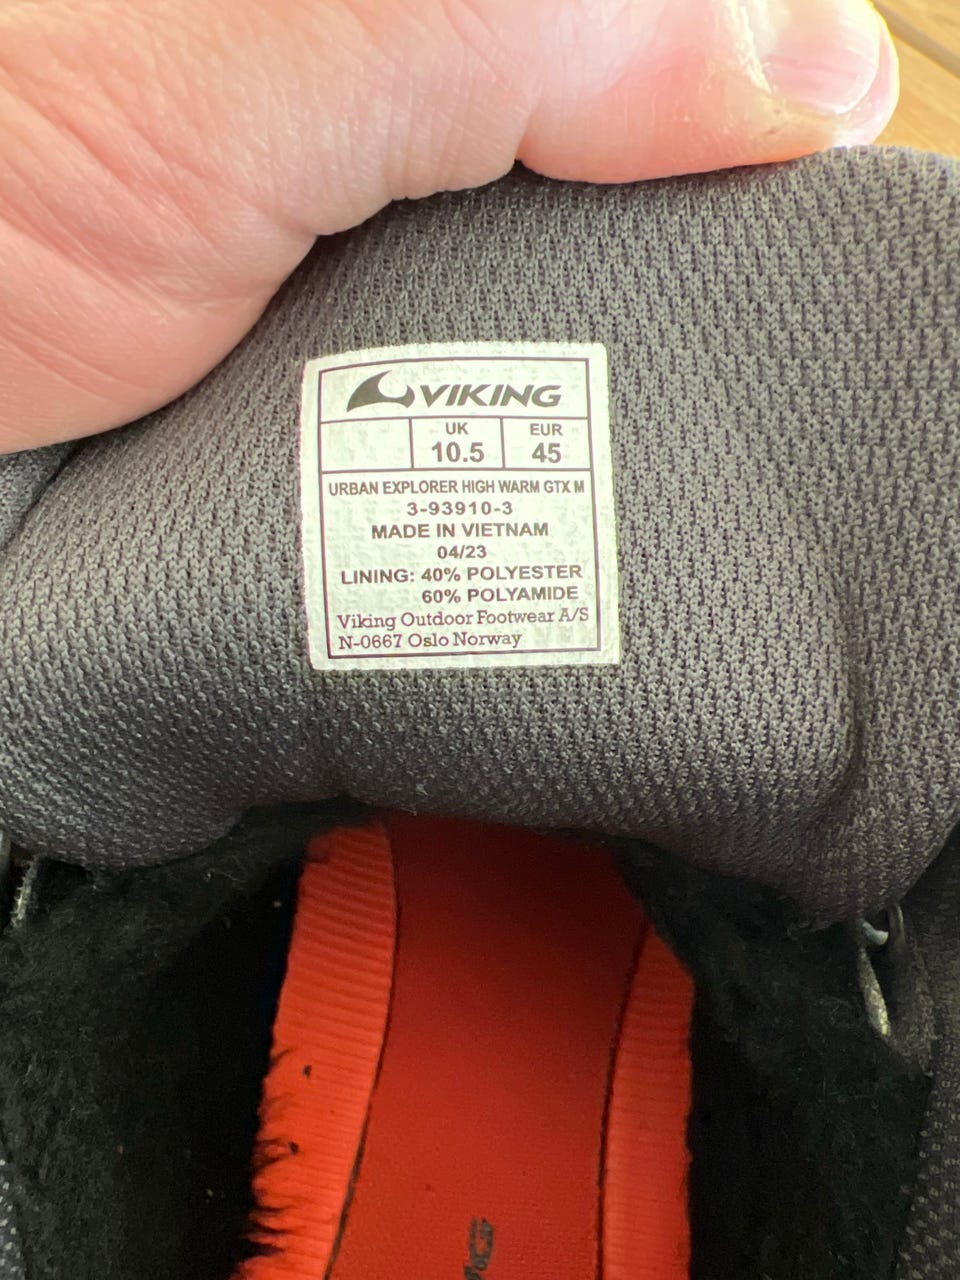 VIKING
UK EUR
10.5 45
URBAN EXPLORER HIGH WARM GTX M
3-93910-3
MADE IN VIETNAM
04/23
LINING: 40% POLYESTER
60% POLYAMIDE
Viking Outdoor Footwear A/S
N-0667 Oslo Norway